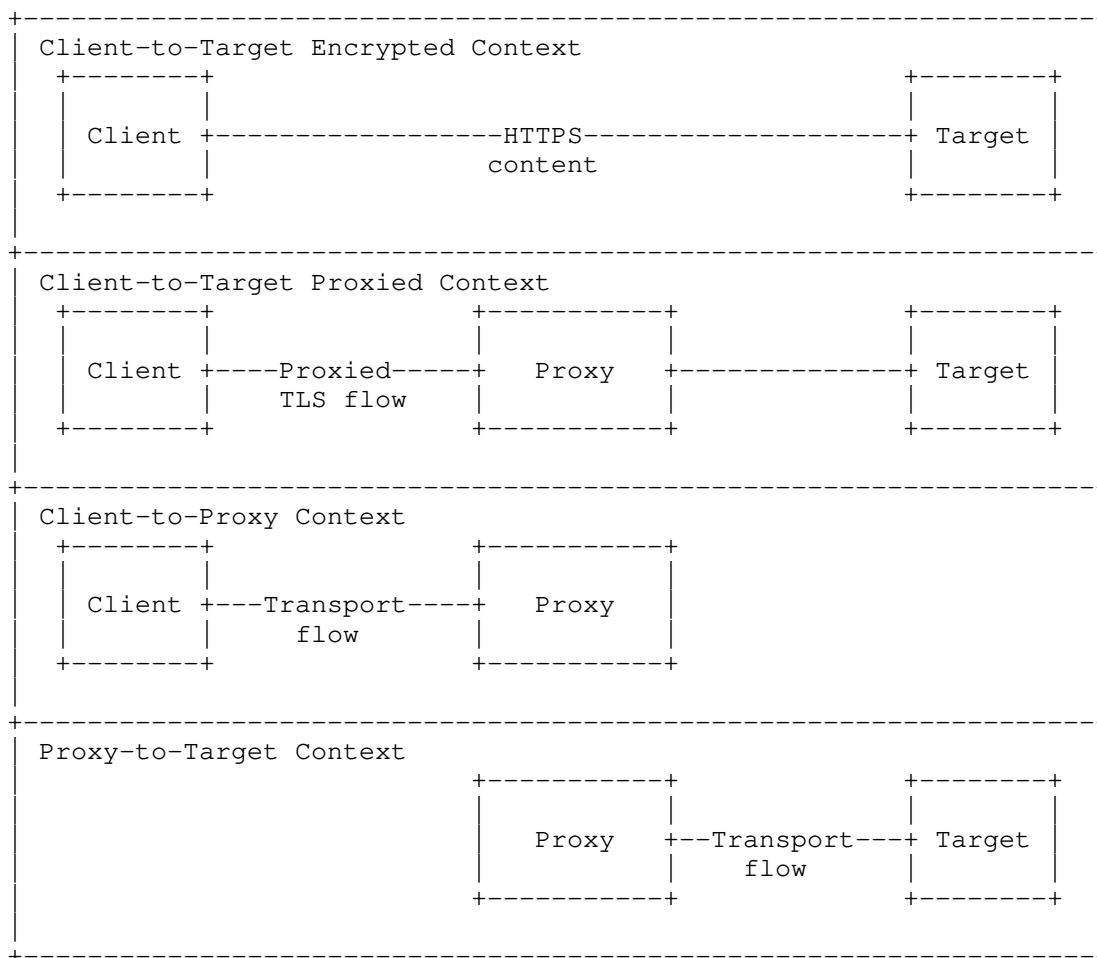 Client-to-Target Encrypted Context
Client HTTPS Target
content
Client-to-Target Proxied Context
Client Proxied Proxy Target
TLS flow
Client-to-Proxy Context
Client Transport Proxy
flow
Proxy-to-Target Context
Proxy Transport Target
flow